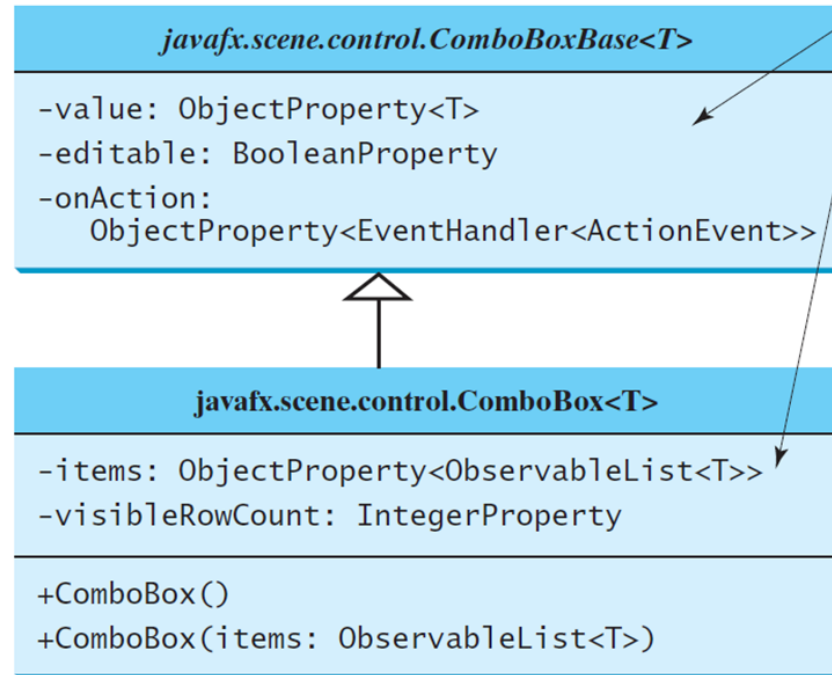 javafx.scene.control.ComboBoxBase<T>
-value: ObjectProperty<T>
-editable: BooleanProperty
-onAction:
ObjectProperty<EventHandler<ActionEvent>>
javafx.scene.control.ComboBox<T>
-items: ObjectProperty<ObservableList<T>>
-visibleRowCount: IntegerProperty
+ComboBox()
+ComboBox(items: ObservableList<T>)